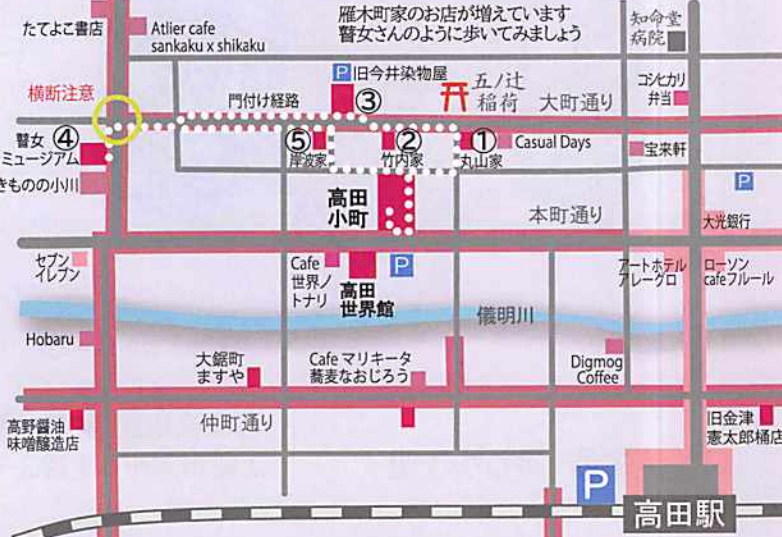 雁木町家のお店が増えています
瞽女さんのように歩いてみましょう
たてよこ書店
Atlier cafe
sankaku x shikaku
知命堂
病院
横断注意
門付け経路
P 旧今井染物屋
③
五ノ辻
稲荷
大町通り
コシヒカリ
弁当
瞽女 ④
ミュージアム
きものの小川
⑤
岸波家
②
竹内家
①
丸山家
Casual Days
宝来軒
P
高田
小町
本町通り
大光銀行
セブン
イレブン
Cafe
世界ノ
トナリ
高田
世界館
P
アートホテル
アレーグロ
ローソン
cafeフルール
儀明川
Hobaru
大鋸町
ますや
Cafe マリキータ
蕎麦なおじろう
Digmog
Coffee
高野醤油
味噌醸造店
仲町通り
旧金津
憲太郎桶店
P
高田駅